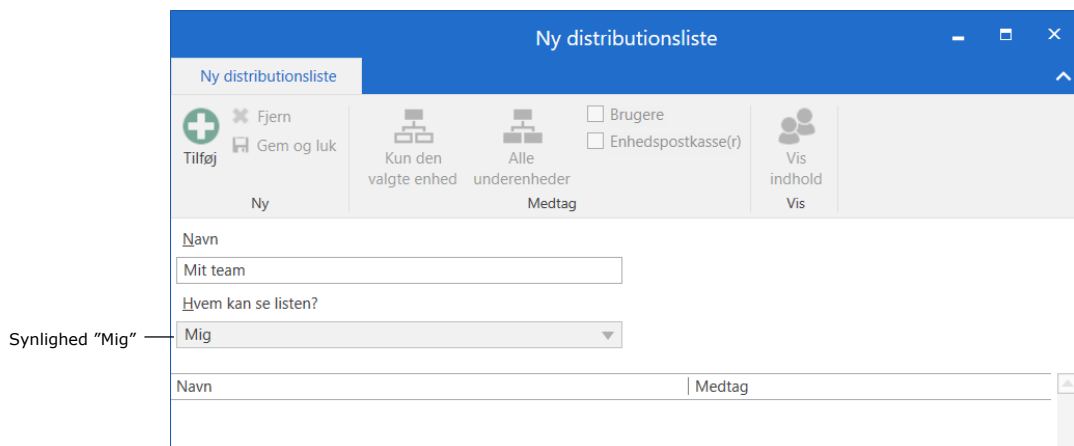 Ny distributionsliste
Ny distributionsliste
Tilføj
Fjern
Gem og luk
Ny
Kun den
valgte enhed
Alle
underenheder
Brugere
Enhedspostkasse(r)
Medtag
Vis
indhold
Vis
Navn
Mit team
Hvem kan se listen?
Synlighed ”Mig”
Mig
Navn
Medtag